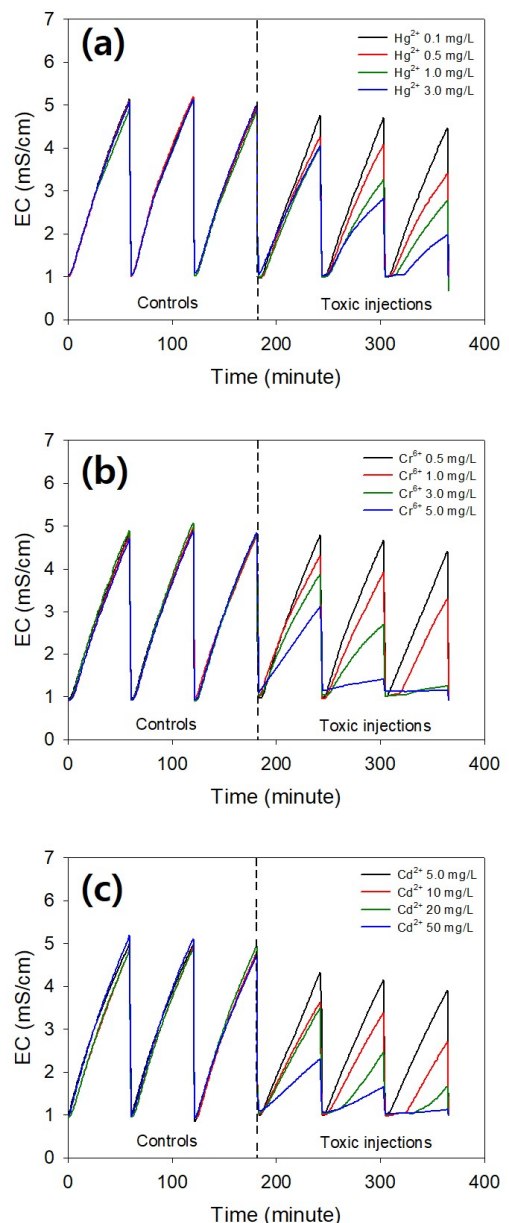 (a)
Hg²⁺ 0.1 mg/L
Hg²⁺ 0.5 mg/L
Hg²⁺ 1.0 mg/L
Hg²⁺ 3.0 mg/L
7
6
5
4
3
2
1
0
EC (mS/cm)
Controls
Toxic injections
0 100 200 300 400
Time (minute)
(b)
Cr⁶⁺ 0.5 mg/L
Cr⁶⁺ 1.0 mg/L
Cr⁶⁺ 3.0 mg/L
Cr⁶⁺ 5.0 mg/L
7
6
5
4
3
2
1
0
EC (mS/cm)
Controls
Toxic injections
0 100 200 300 400
Time (minute)
(c)
Cd²⁺ 5.0 mg/L
Cd²⁺ 10 mg/L
Cd²⁺ 20 mg/L
Cd²⁺ 50 mg/L
7
6
5
4
3
2
1
0
EC (mS/cm)
Controls
Toxic injections
0 100 200 300 400
Time (minute)